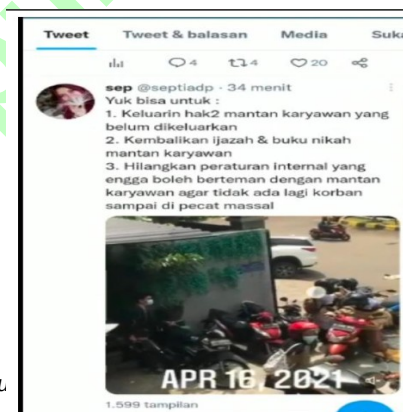 Tweet Tweet & balasan Media Suka
4 4 20
sep @septiadp · 34 menit
Yuk bisa untuk :
1. Keluarin hak2 mantan karyawan yang
belum dikeluarkan
2. Kembalikan ijazah & buku nikah
mantan karyawan
3. Hilangkan peraturan internal yang
engga boleh berteman dengan mantan
karyawan agar tidak ada lagi korban
sampai di pecat massal
APR 16, 2021
1.599 tampilan